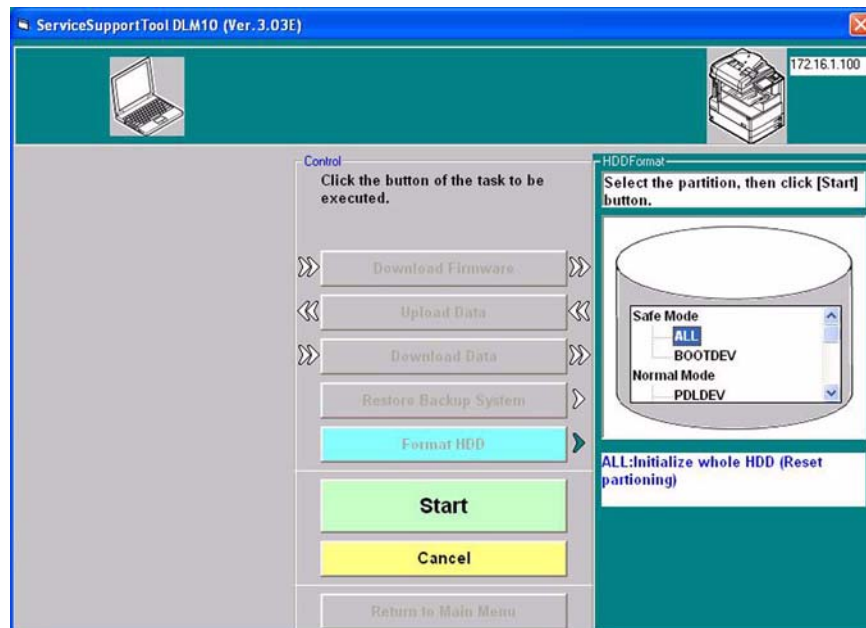 ServiceSupportTool DLM10 (Ver.3.03E)
172.16.1.100
Control
Click the button of the task to be
executed.
Download Firmware
Upload Data
Download Data
Restore Backup System
Format HDD
Start
Cancel
Return to Main Menu
HDDFormat
Select the partition, then click [Start]
button.
Safe Mode
ALL
BOOTDEV
Normal Mode
PDLDEV
ALL:Initialize whole HDD (Reset
partioning)